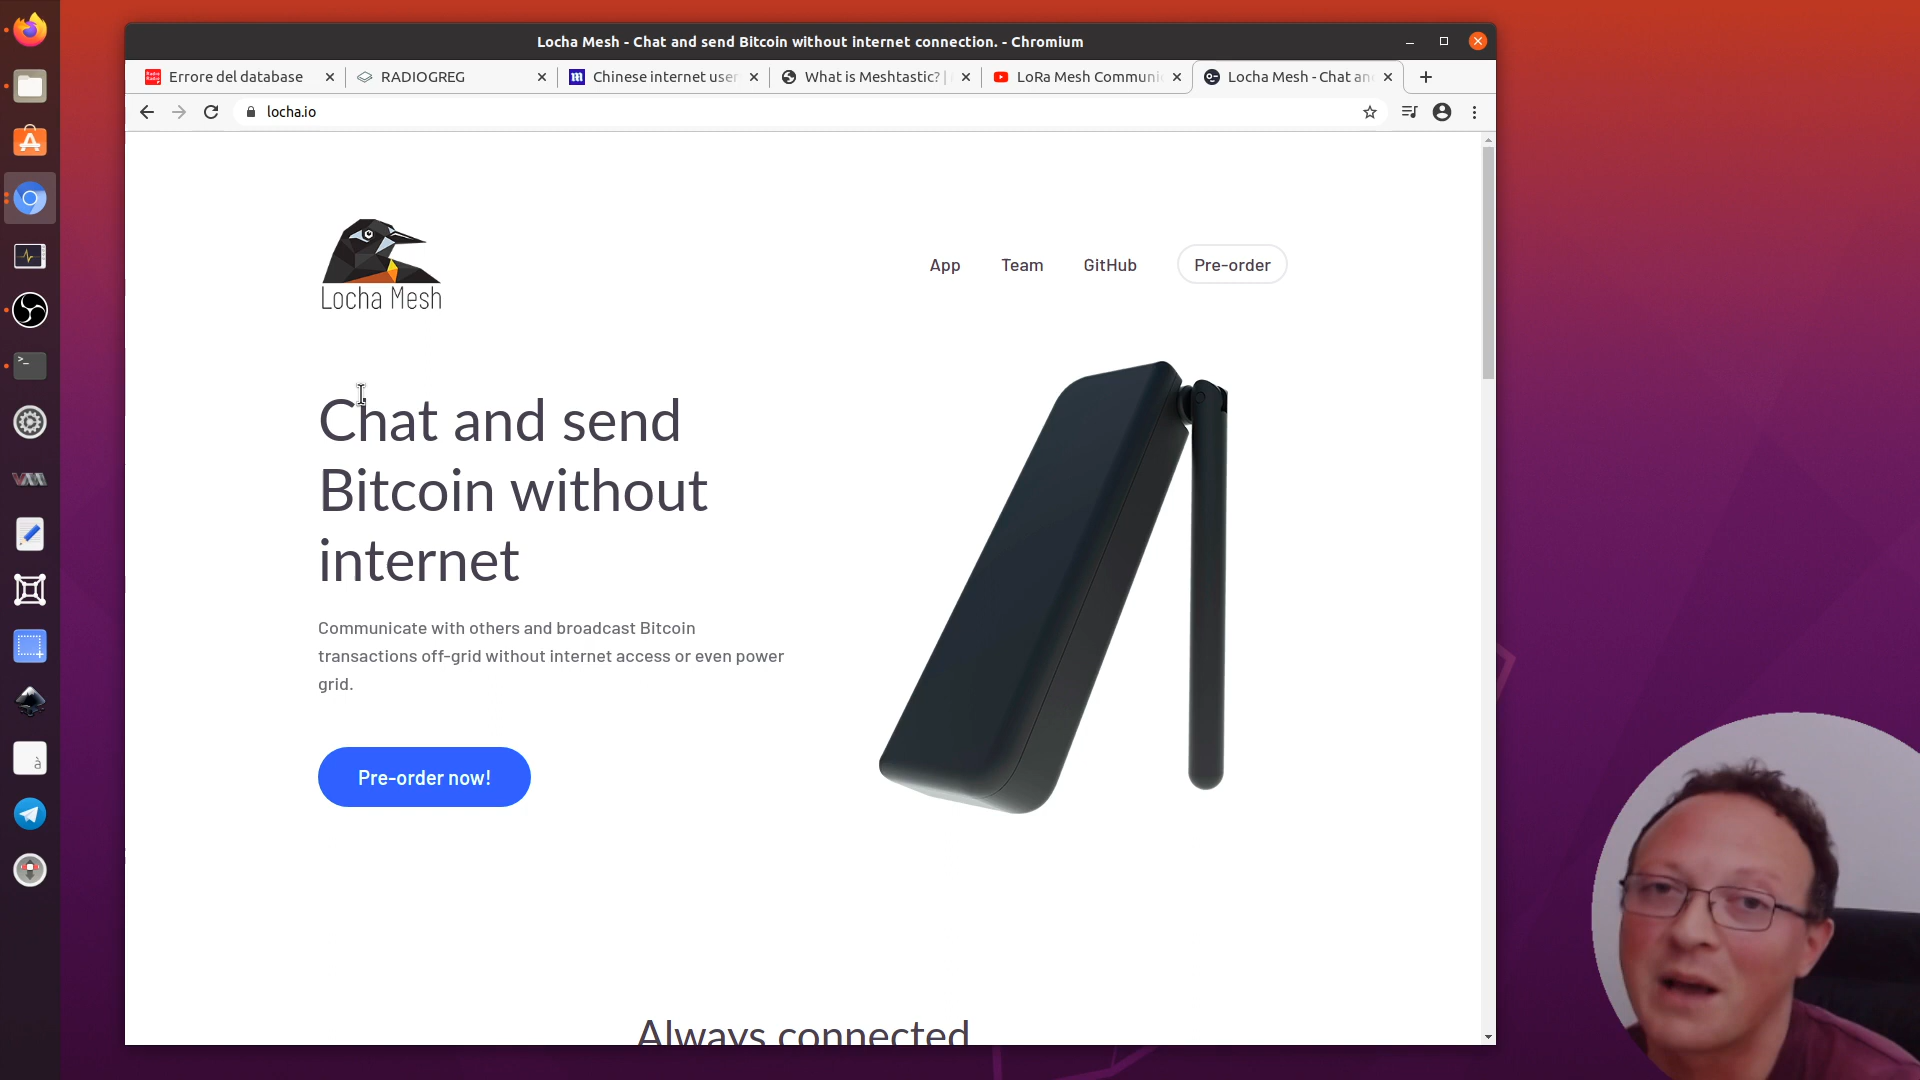 Locha Mesh - Chat and send Bitcoin without internet connection. - Chromium
Errore del database
RADIOGREG
Chinese internet user
What is Meshtastic? |
LoRa Mesh Communi
Locha Mesh - Chat an
locha.io
Locha Mesh
App
Team
GitHub
Pre-order
Chat and send
Bitcoin without
internet
Communicate with others and broadcast Bitcoin
transactions off-grid without internet access or even power
grid.
Pre-order now!
Always connected